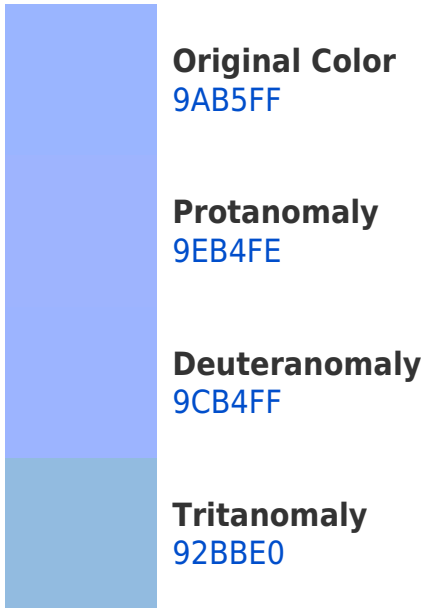 Original Color
9AB5FF
Protanomaly
9EB4FE
Deuteranomaly
9CB4FF
Tritanomaly
92BBE0